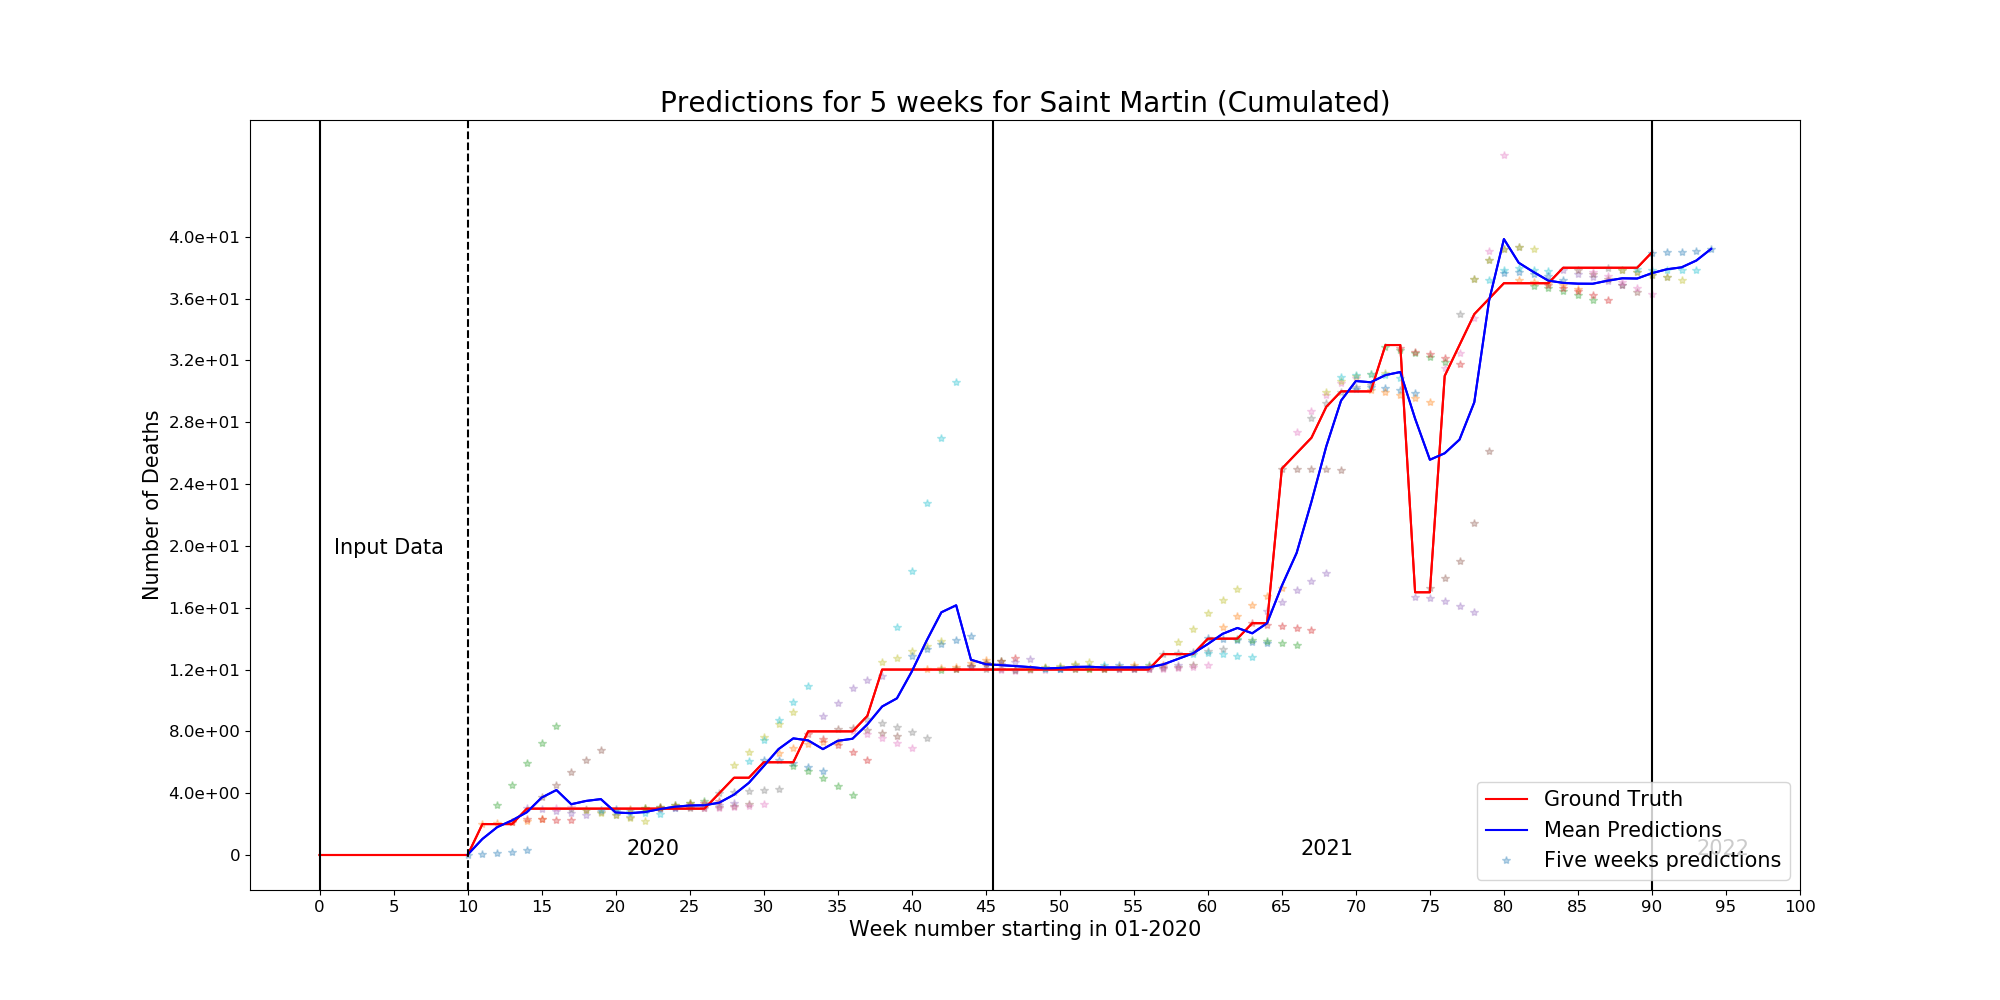 Predictions for 5 weeks for Saint Martin (Cumulated)
Number of Deaths
4.0e+01
3.6e+01
3.2e+01
2.8e+01
2.4e+01
2.0e+01
1.6e+01
1.2e+01
8.0e+00
4.0e+00
0
Input Data
2020
2021
2022
Ground Truth
Mean Predictions
Five weeks predictions
0 5 10 15 20 25 30 35 40 45 50 55 60 65 70 75 80 85 90 95 100
Week number starting in 01-2020